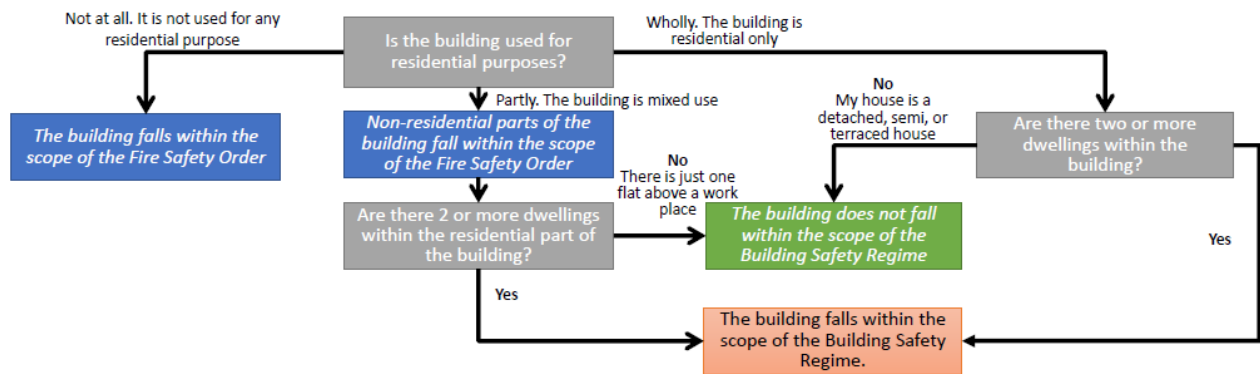 Not at all. It is not used for any
residential purpose
Is the building used for
residential purposes?
Wholly. The building is
residential only
Partly. The building is mixed use
No
My house is a
detached, semi, or
terraced house
The building falls within the
scope of the Fire Safety Order
Non-residential parts of the
building fall within the scope
of the Fire Safety Order
Are there two or more
dwellings within the
building?
No
There is just one
flat above a work
place
Are there 2 or more dwellings
within the residential part of
the building?
The building does not fall
within the scope of the
Building Safety Regime
Yes
Yes
The building falls within the
scope of the Building Safety
Regime.